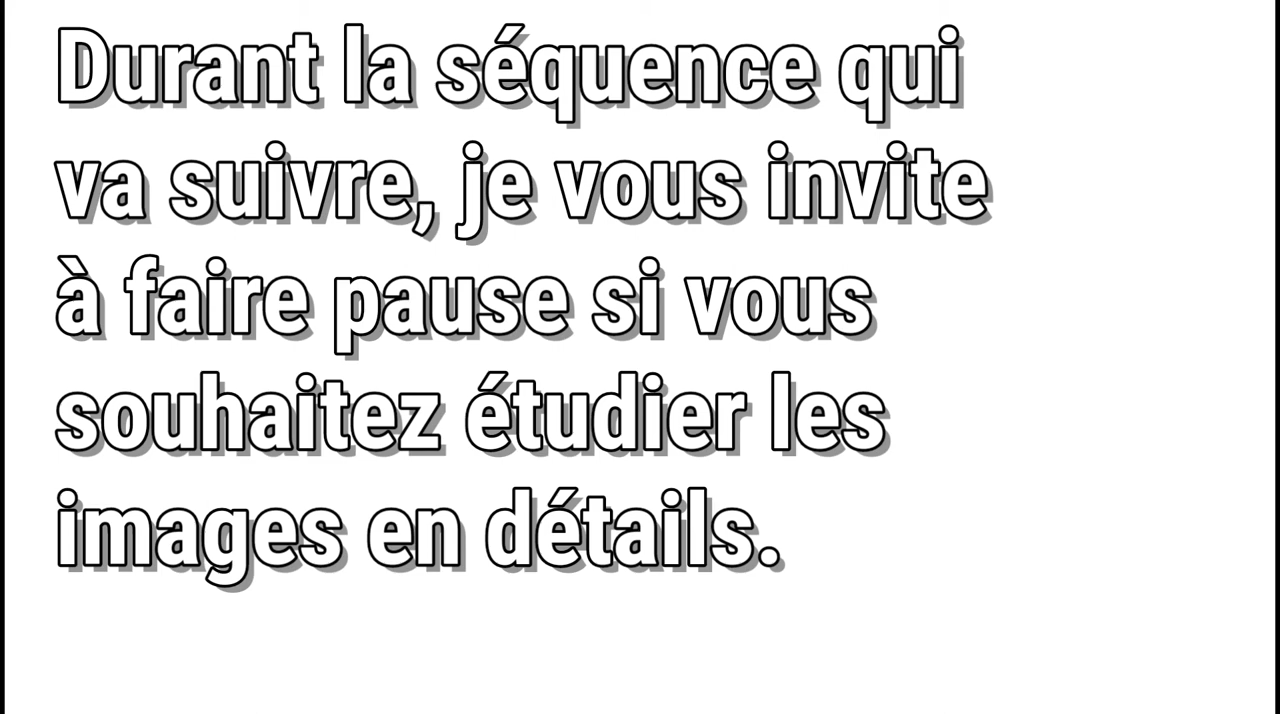 Durant la séquence qui
va suivre, je vous invite
à faire pause si vous
souhaitez étudier les
images en détails.